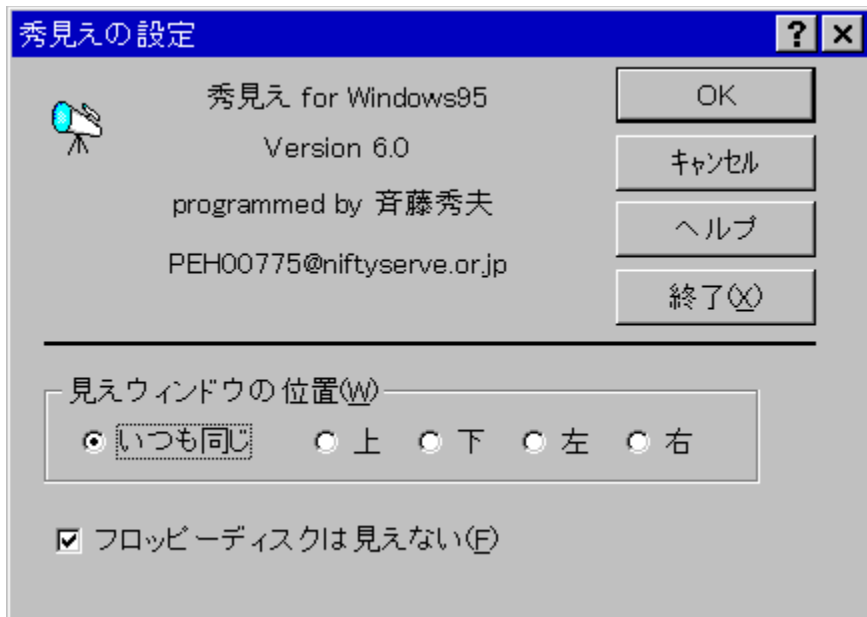 秀見えの設定
秀見え for Windows95
Version 6.0
programmed by 斉藤秀夫
PEH00775@niftyserve.or.jp
OK
キャンセル
ヘルプ
終了(X)
見えウィンドウの位置(W)
いつも同じ 上 下 左 右
フロッピーディスクは見えない(F)